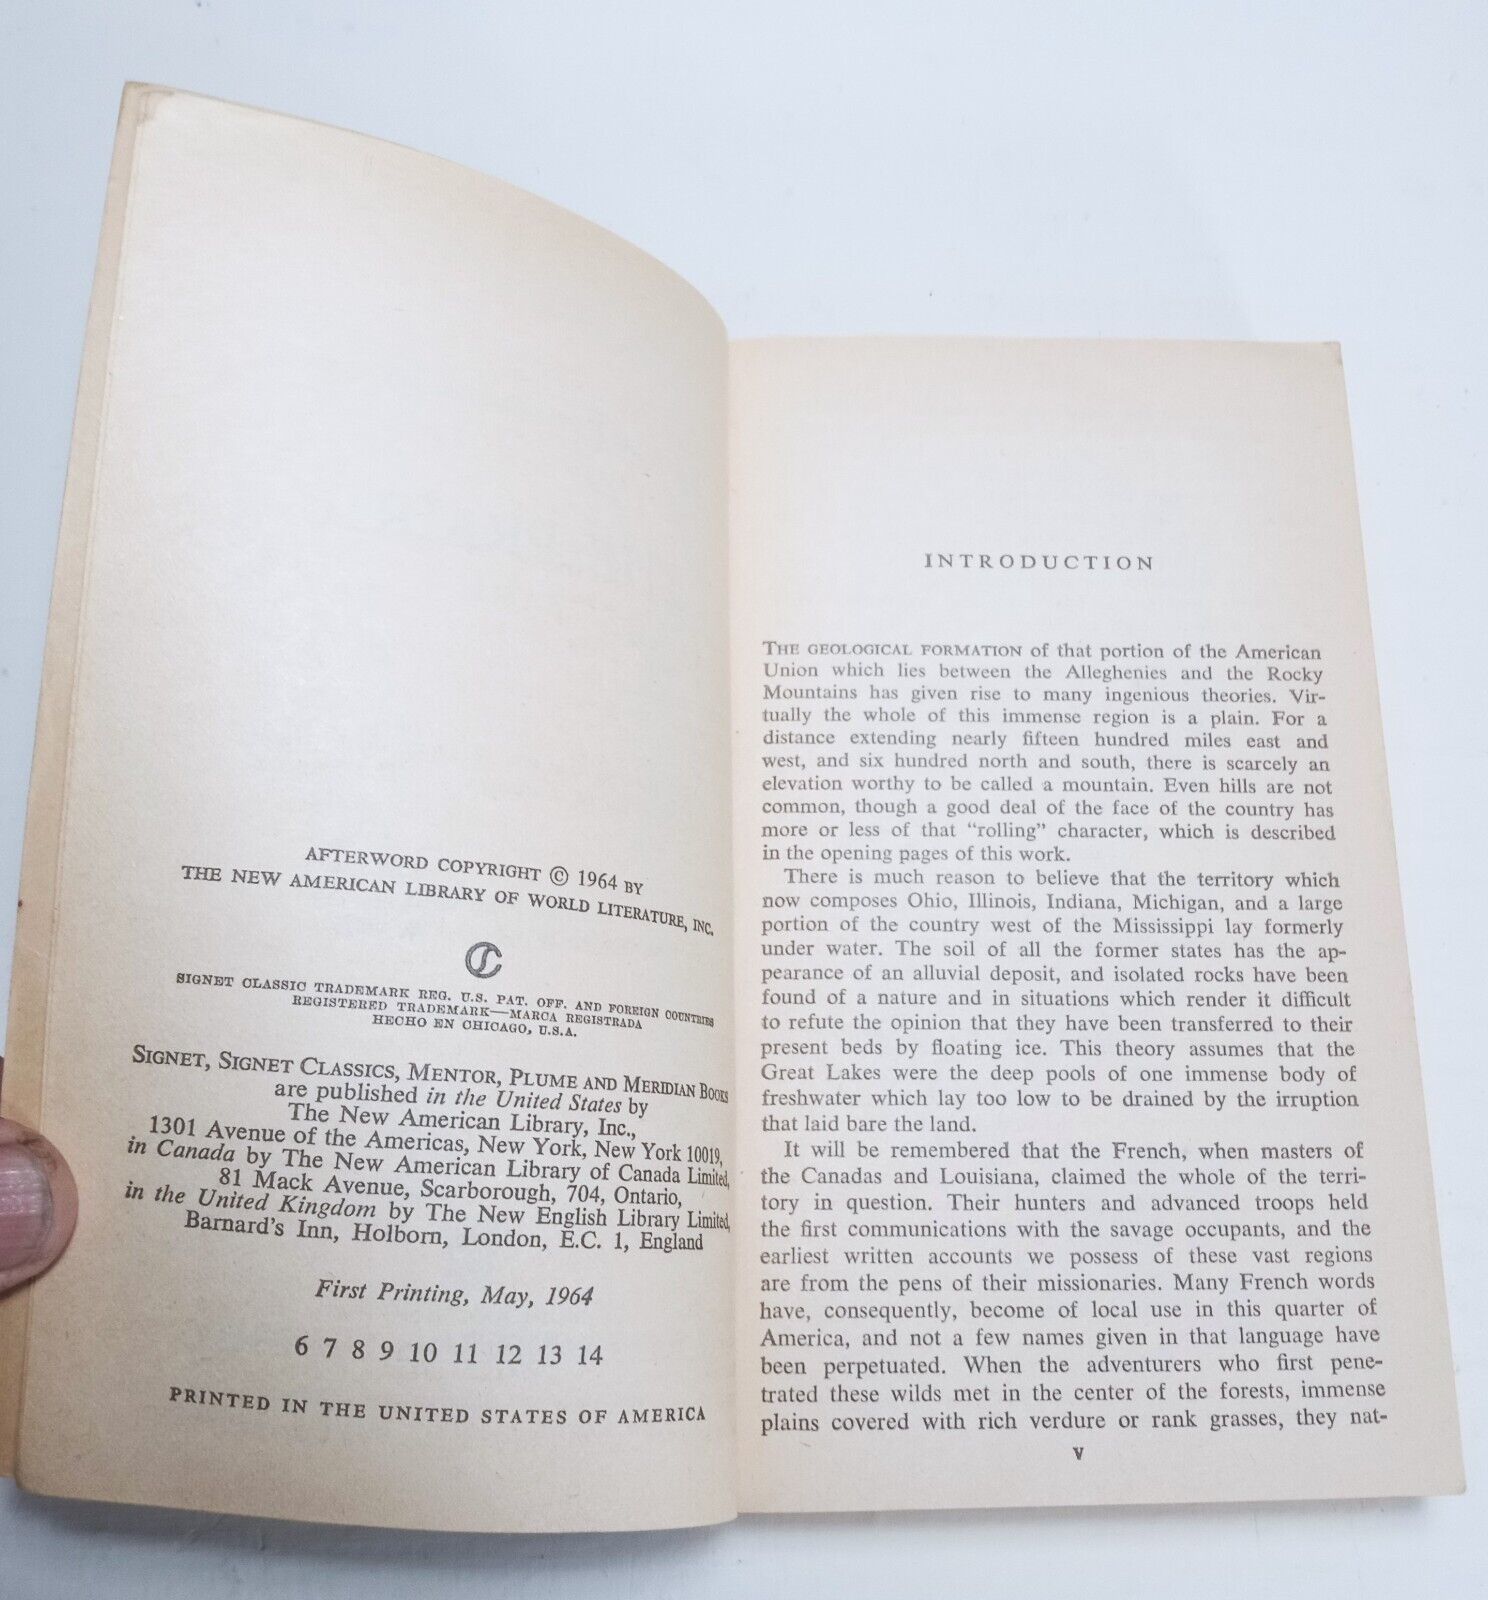 AFTERWORD COPYRIGHT © 1964 BY
THE NEW AMERICAN LIBRARY OF WORLD LITERATURE, INC.
SIGNET CLASSIC TRADEMARK REG. U.S. PAT. OFF. AND FOREIGN COUNTRIES
REGISTERED TRADEMARK—MARCA REGISTRADA
HECHO EN CHICAGO, U.S.A.
SIGNET, SIGNET CLASSICS, MENTOR, PLUME AND MERIDIAN BOOKS
are published in the United States by
The New American Library, Inc.,
1301 Avenue of the Americas, New York, New York 10019,
in Canada by The New American Library of Canada Limited,
81 Mack Avenue, Scarborough, 704, Ontario,
in the United Kingdom by The New English Library Limited,
Barnard's Inn, Holborn, London, E.C. 1, England
First Printing, May, 1964
6 7 8 9 10 11 12 13 14
PRINTED IN THE UNITED STATES OF AMERICA
INTRODUCTION
THE GEOLOGICAL FORMATION of that portion of the American
Union which lies between the Alleghenies and the Rocky
Mountains has given rise to many ingenious theories. Vir-
tually the whole of this immense region is a plain. For a
distance extending nearly fifteen hundred miles east and
west, and six hundred north and south, there is scarcely an
elevation worthy to be called a mountain. Even hills are not
common, though a good deal of the face of the country has
more or less of that "rolling" character, which is described
in the opening pages of this work.
There is much reason to believe that the territory which
now composes Ohio, Illinois, Indiana, Michigan, and a large
portion of the country west of the Mississippi lay formerly
under water. The soil of all the former states has the ap-
pearance of an alluvial deposit, and isolated rocks have been
found of a nature and in situations which render it difficult
to refute the opinion that they have been transferred to their
present beds by floating ice. This theory assumes that the
Great Lakes were the deep pools of one immense body of
freshwater which lay too low to be drained by the irruption
that laid bare the land.
It will be remembered that the French, when masters of
the Canadas and Louisiana, claimed the whole of the terri-
tory in question. Their hunters and advanced troops held
the first communications with the savage occupants, and the
earliest written accounts we possess of these vast regions
are from the pens of their missionaries. Many French words
have, consequently, become of local use in this quarter of
America, and not a few names given in that language have
been perpetuated. When the adventurers who first pene-
trated these wilds met in the center of the forests, immense
plains covered with rich verdure or rank grasses, they nat-
v